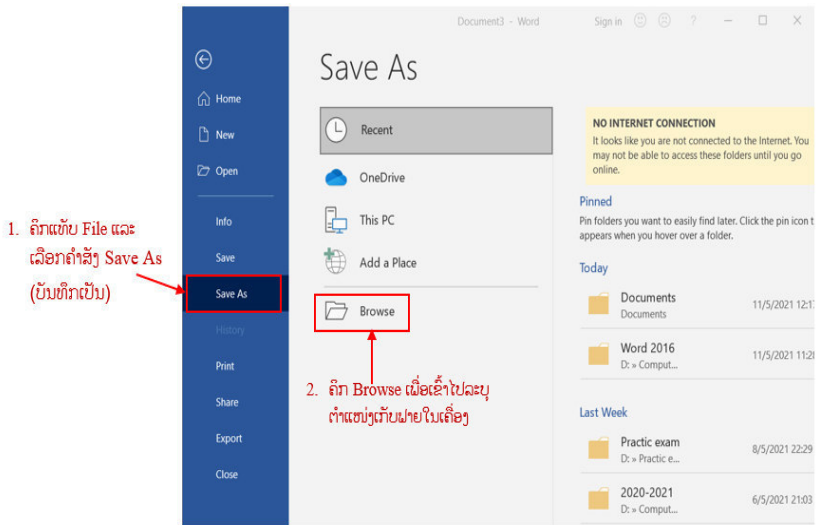 Document3 - Word
Sign in
?
Save As
Home
New
Open
Info
Save
Save As
History
Print
Share
Export
Close
Recent
OneDrive
This PC
Add a Place
Browse
NO INTERNET CONNECTION
It looks like you are not connected to the Internet. You
may not be able to access these folders until you go
online.
Pinned
Pin folders you want to easily find later. Click the pin icon t
appears when you hover over a folder.
Today
Documents 11/5/2021 12:1
Documents
Word 2016 11/5/2021 11:28
D: » Comput...
Last Week
Practic exam 8/5/2021 22:29
D: » Practic e...
2020-2021 6/5/2021 21:03
D: » Comput...
1. ຄິກແທັບ File ແລະ
ເລືອກຄຳສັ່ງ Save As
(ບັນທຶກເປັນ)
2. ຄິກ Browse ເພື່ອເຂົ້າໄປລະບຸ
ຕຳແໜ່ງເກັບຟາຍໃນເຄື່ອງ